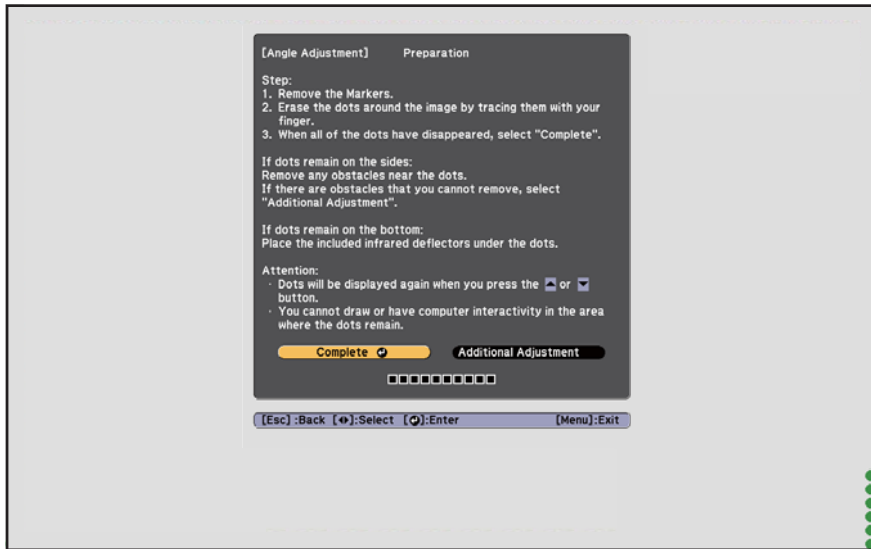 [Angle Adjustment] Preparation
Step:
1. Remove the Markers.
2. Erase the dots around the image by tracing them with your
finger.
3. When all of the dots have disappeared, select "Complete".
If dots remain on the sides:
Remove any obstacles near the dots.
If there are obstacles that you cannot remove, select
"Additional Adjustment".
If dots remain on the bottom:
Place the included infrared deflectors under the dots.
Attention:
· Dots will be displayed again when you press the ▲ or ▼
button.
· You cannot draw or have computer interactivity in the area
where the dots remain.
Complete Additional Adjustment
[Esc] :Back [◆]:Select [⏎]:Enter [Menu]:Exit